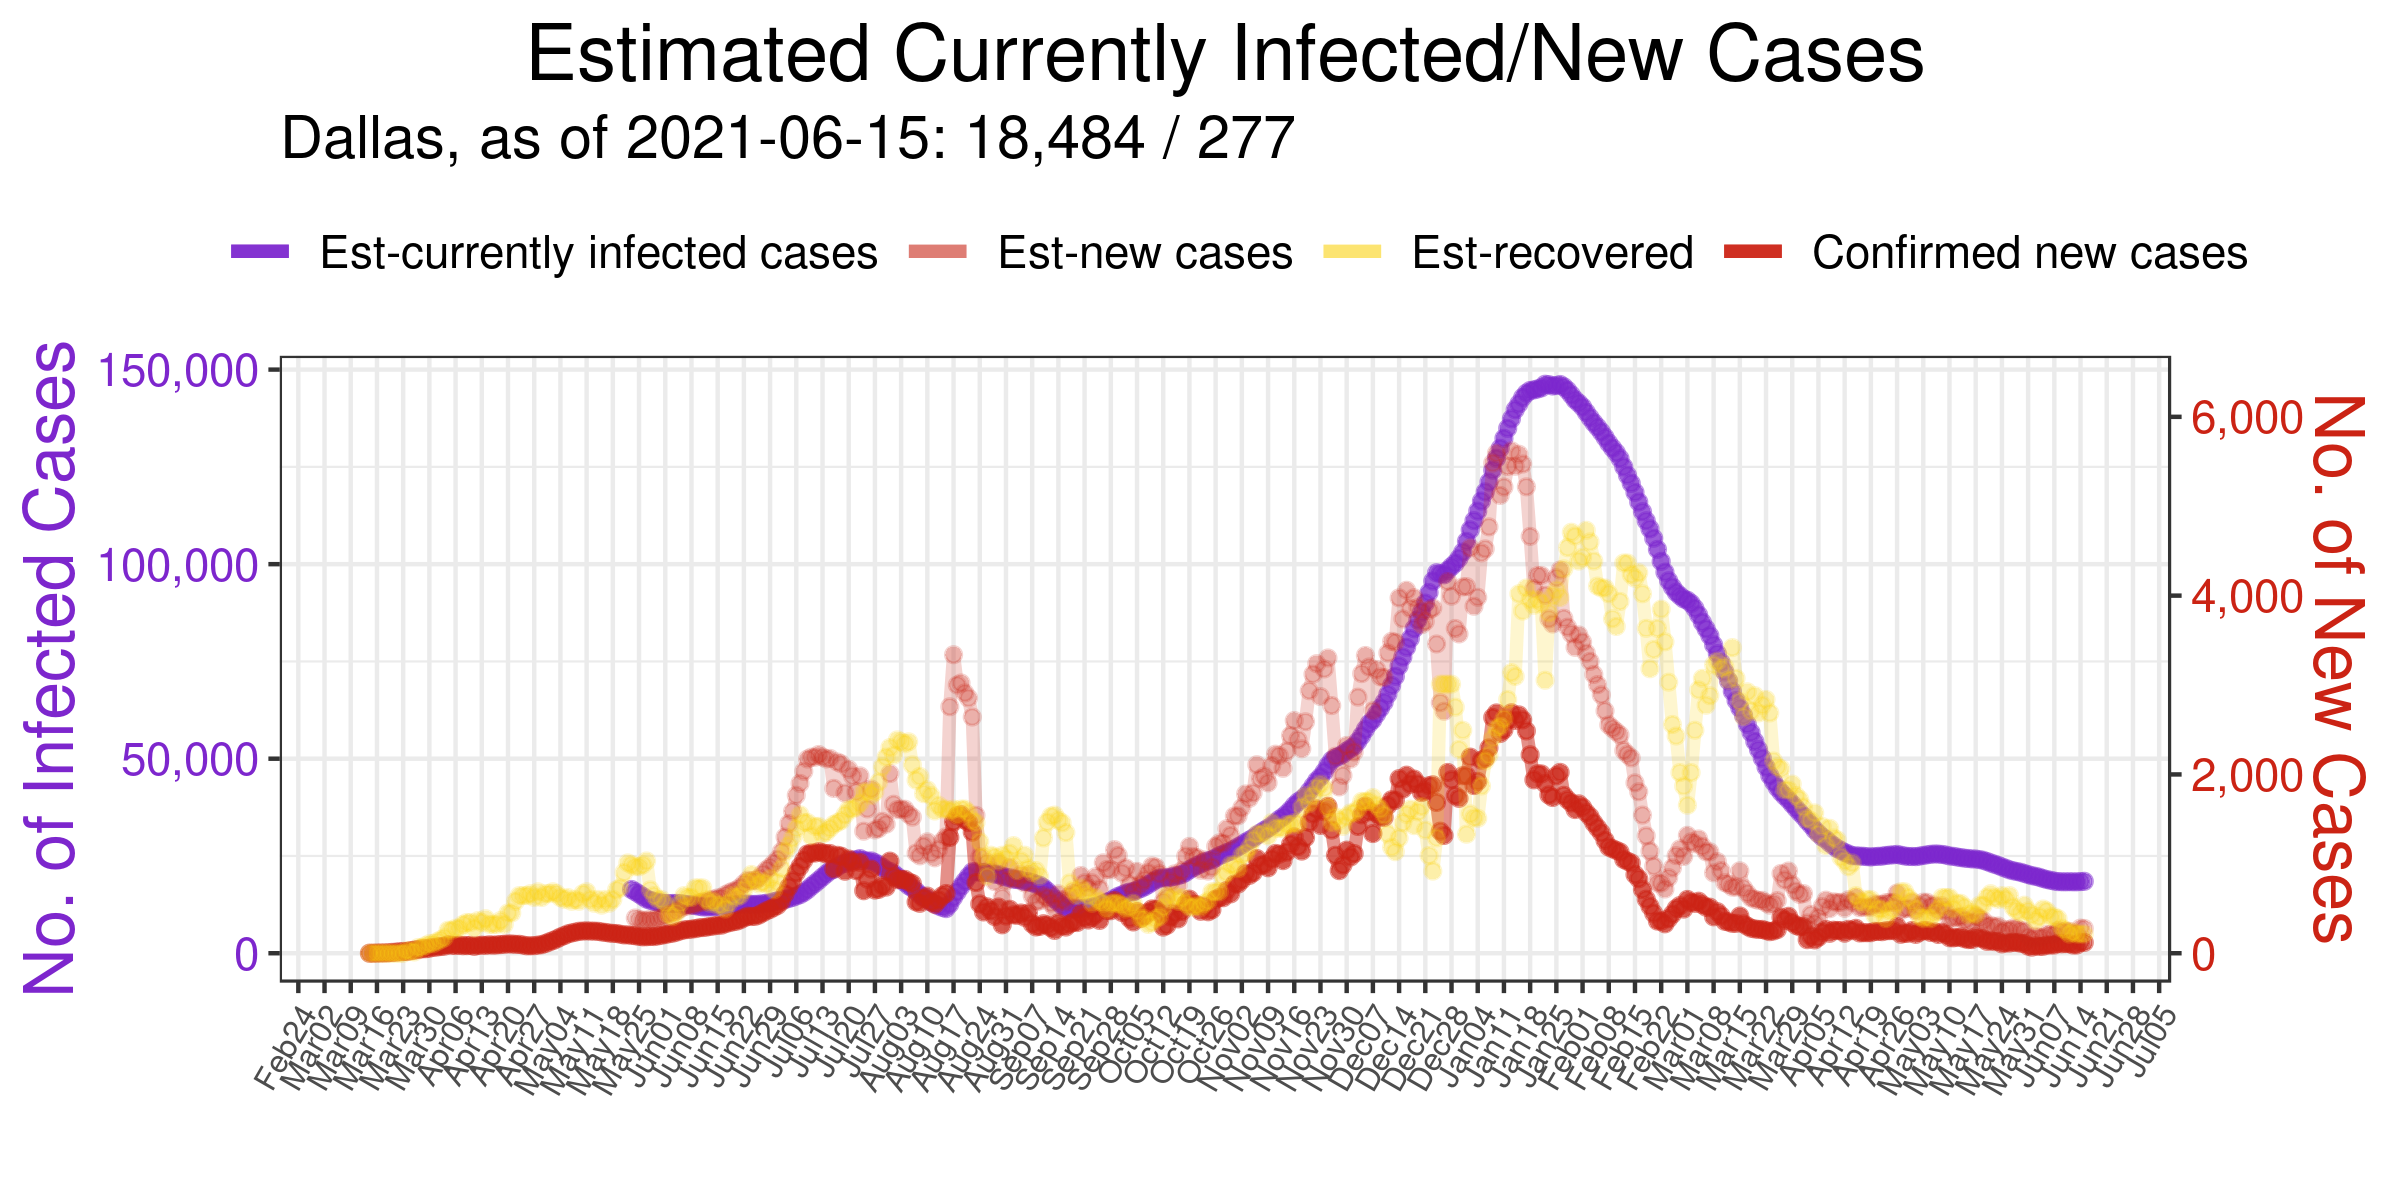 Estimated Currently Infected/New Cases
Dallas, as of 2021-06-15: 18,484 / 277
Est-currently infected cases Est-new cases Est-recovered Confirmed new cases
No. of Infected Cases
150,000
100,000
50,000
0
6,000
4,000
2,000
0
No. of New Cases
Feb24 Mar02 Mar09 Mar16 Mar23 Mar30 Apr06 Apr13 Apr20 Apr27 May04 May11 May18 May25 Jun01 Jun08 Jun15 Jun22 Jun29 Jul06 Jul13 Jul20 Jul27 Aug03 Aug10 Aug17 Aug24 Aug31 Sep07 Sep14 Sep21 Sep28 Oct05 Oct12 Oct19 Oct26 Nov02 Nov09 Nov16 Nov23 Nov30 Dec07 Dec14 Dec21 Dec28 Jan04 Jan11 Jan18 Jan25 Feb01 Feb08 Feb15 Feb22 Mar01 Mar08 Mar15 Mar22 Mar29 Apr05 Apr12 Apr19 Apr26 May03 May10 May17 May24 May31 Jun07 Jun14 Jun21 Jun28 Jul05